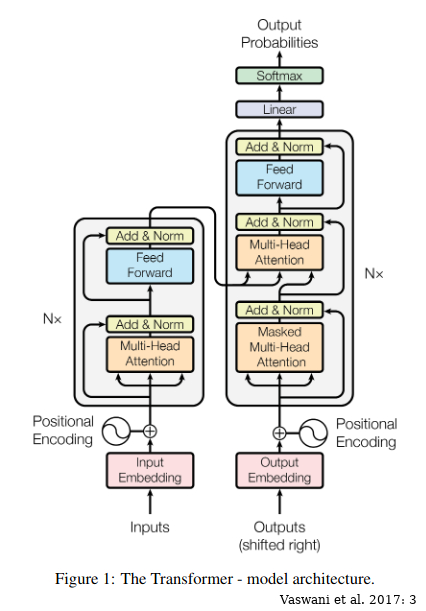 Output
Probabilities
Softmax
Linear
Add & Norm
Feed
Forward
Add & Norm
Multi-Head
Attention
Add & Norm
Masked
Multi-Head
Attention
N×
Positional
Encoding
Output
Embedding
Outputs
(shifted right)
Add & Norm
Feed
Forward
Add & Norm
Multi-Head
Attention
N×
Positional
Encoding
Input
Embedding
Inputs
Figure 1: The Transformer - model architecture.
Vaswani et al. 2017: 3